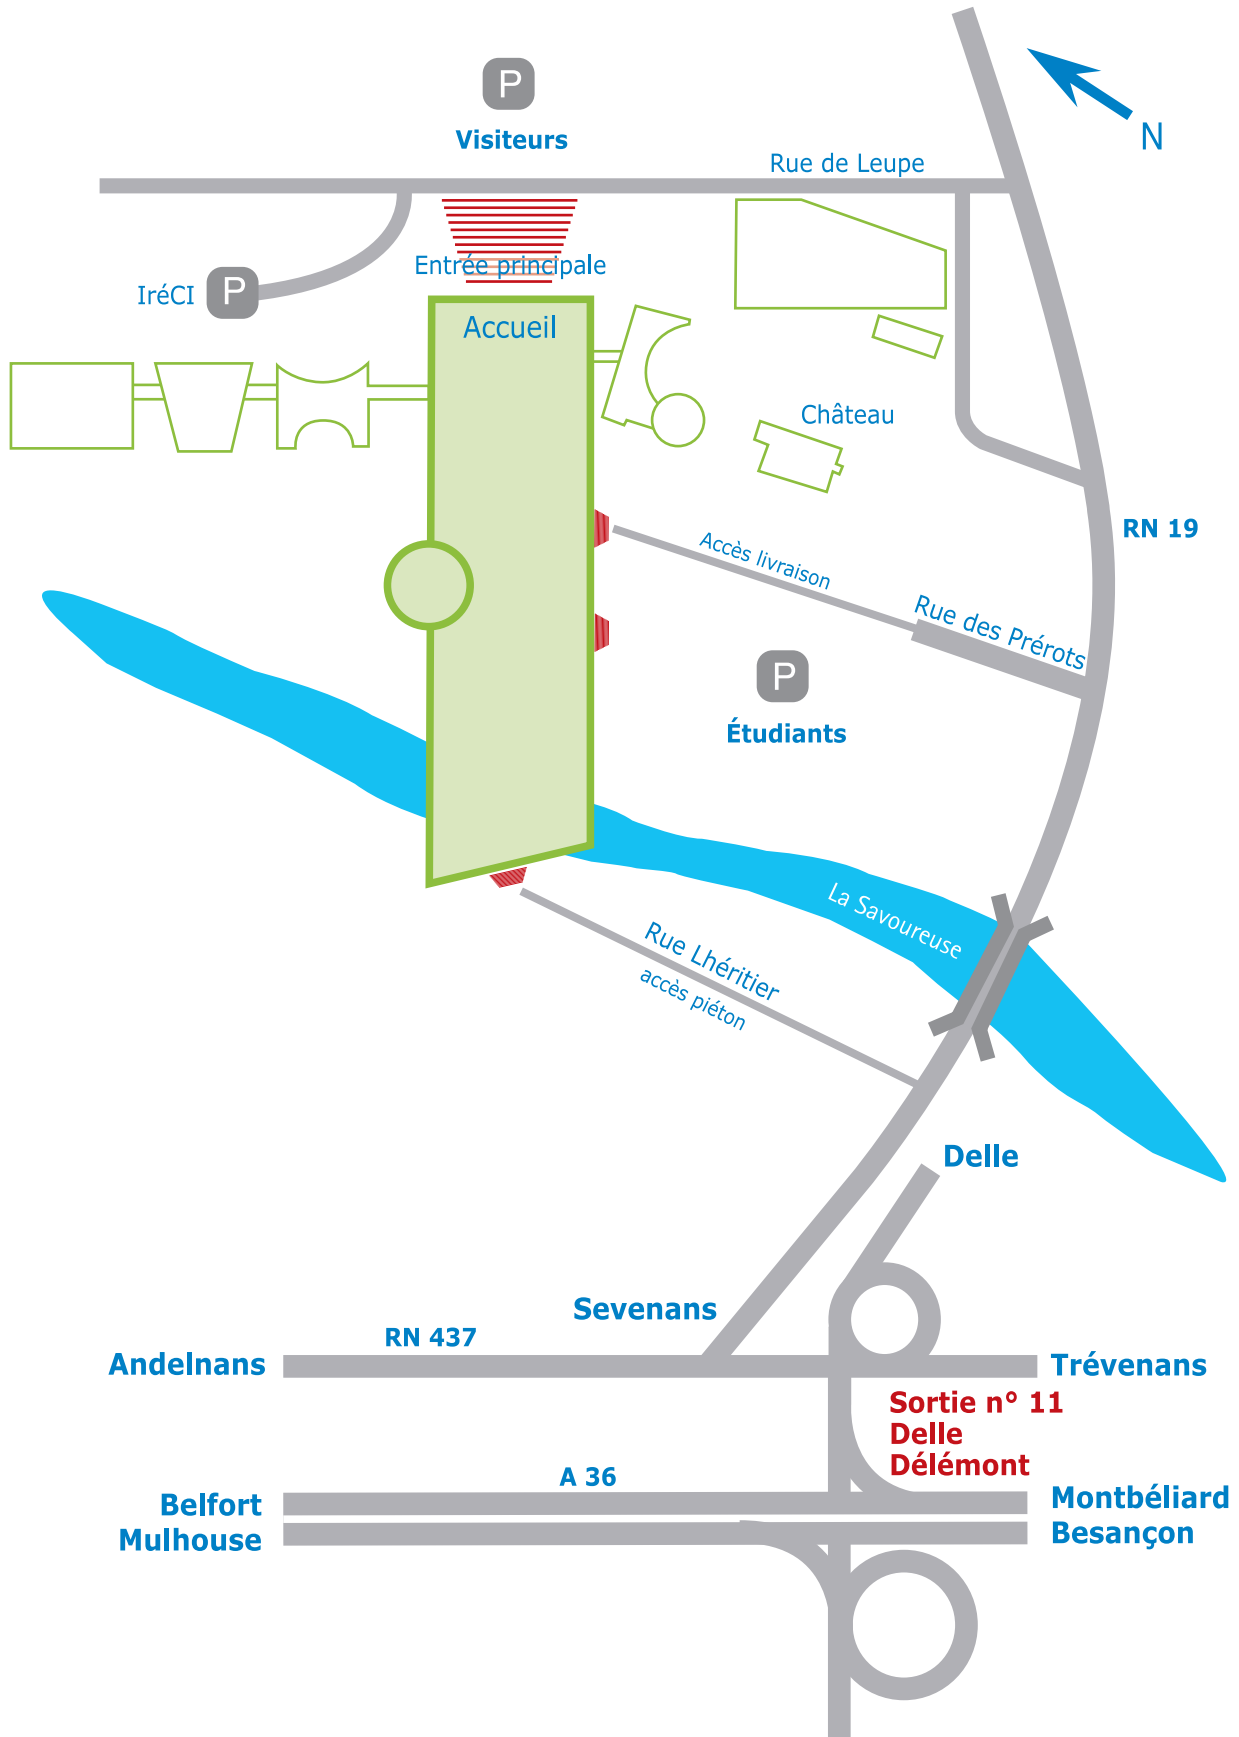 P
Visiteurs
N
Rue de Leupe
Entrée principale
IréCI
P
Accueil
Château
RN 19
Accès livraison
Rue des Prérots
P
Étudiants
La Savoureuse
Rue Lhéritier
accès piéton
Delle
Sevenans
RN 437
Andelnans
Trévenans
Sortie n° 11
Delle
Délémont
A 36
Belfort
Mulhouse
Montbéliard
Besançon